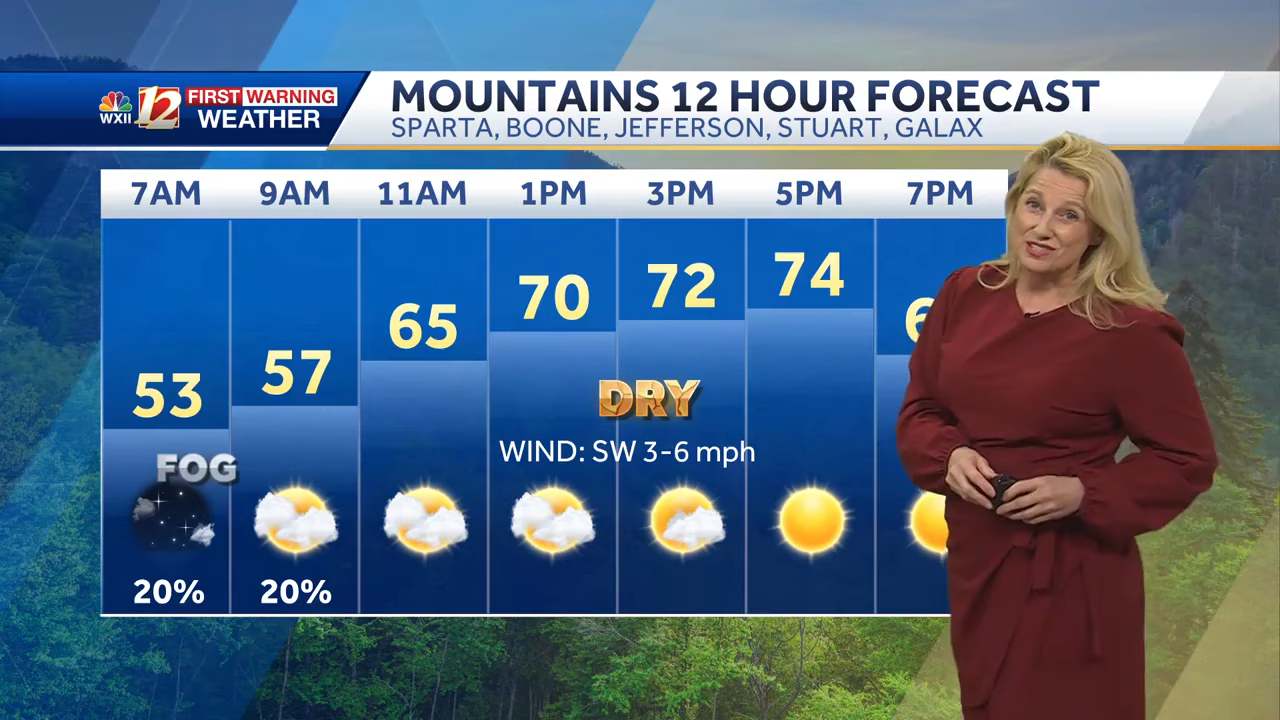 WXII 12 FIRST WARNING
WEATHER
MOUNTAINS 12 HOUR FORECAST
SPARTA, BOONE, JEFFERSON, STUART, GALAX
7AM 9AM 11AM 1PM 3PM 5PM 7PM
53 57 65 70 72 74
DRY
WIND: SW 3-6 mph
FOG
20% 20%